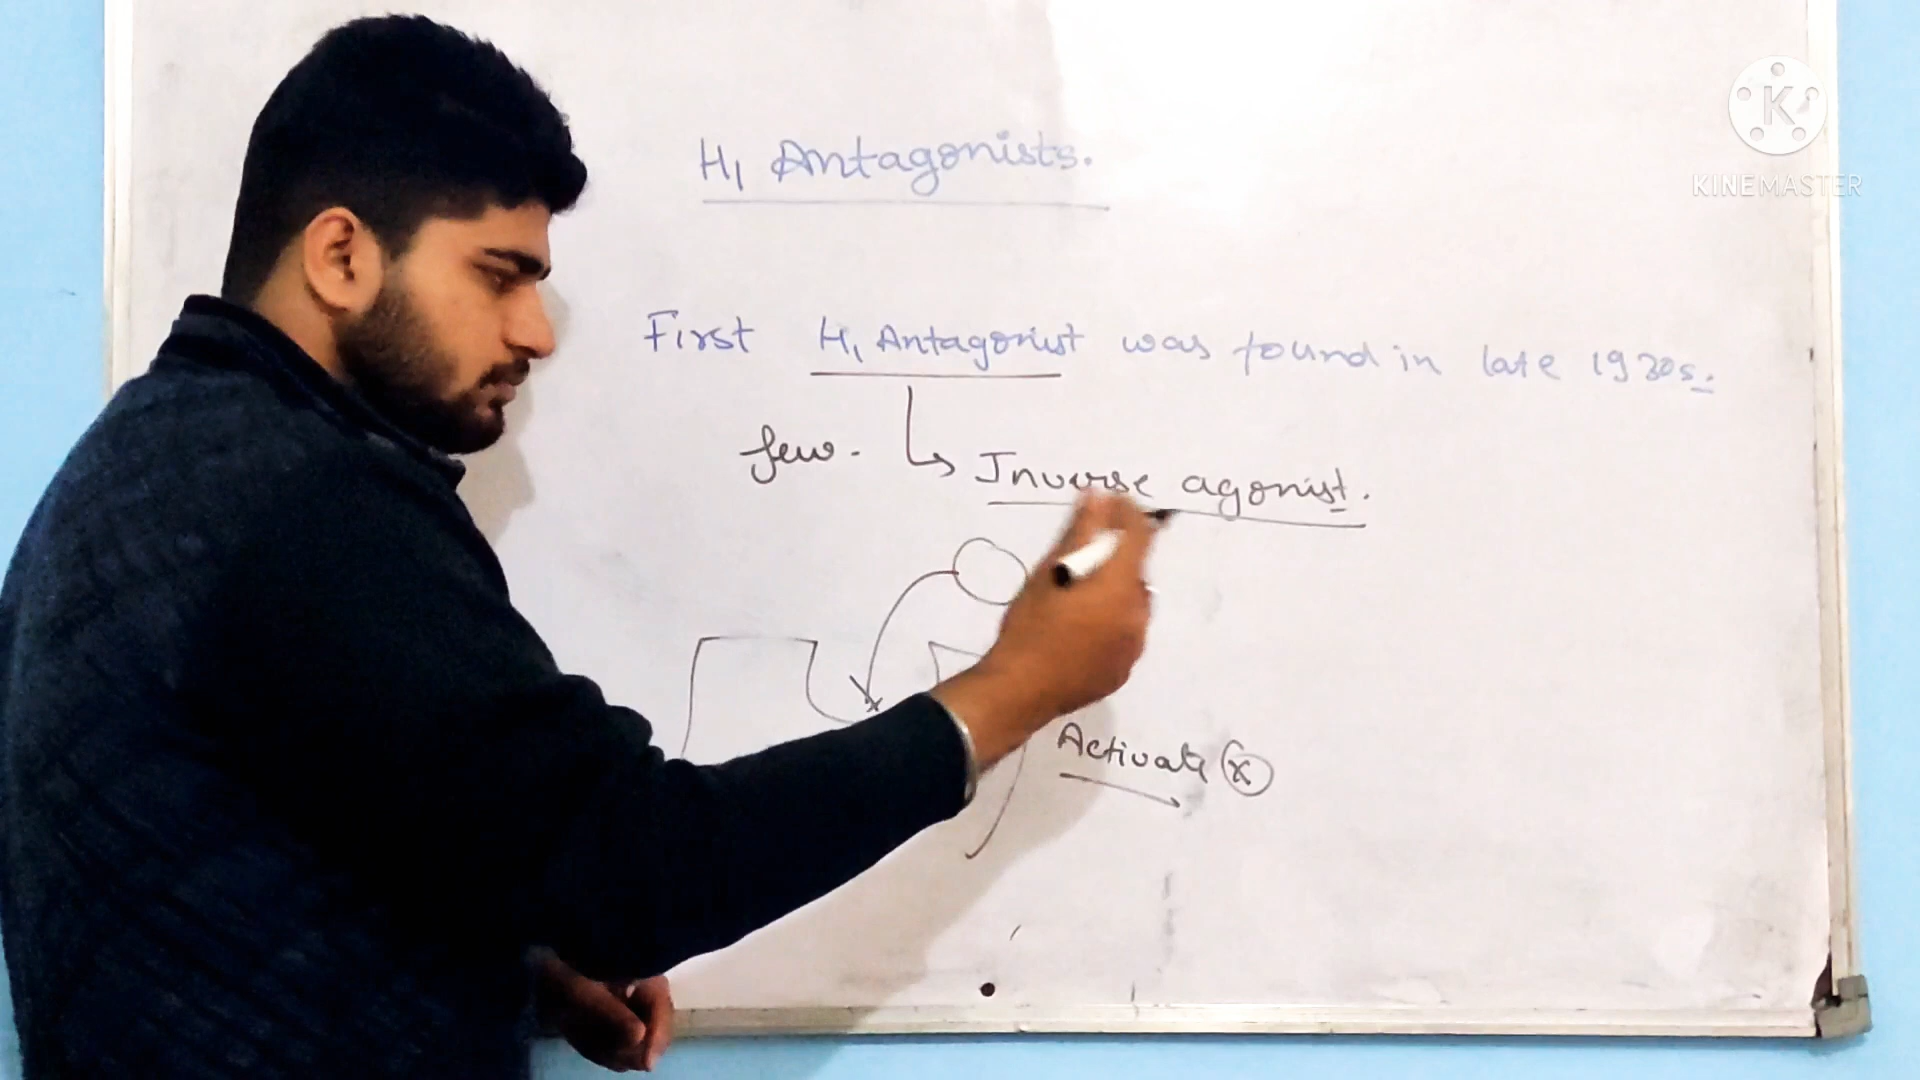 H1 Antagonists.
First H1 Antagonist was found in late 1930s.
few.
Inverse agonist.
Activate x
K
KINEMASTER